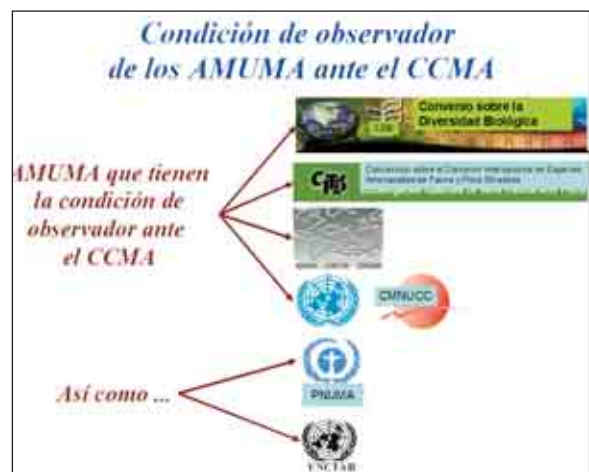 Condición de observador
de los AMUMA ante el CCMA
Convenio sobre la
Diversidad Biológica
AMUMA que tienen
la condición de
observador ante
el CCMA
CITES
CMNUCC
Así como ...
PNUMA
UNCTAD